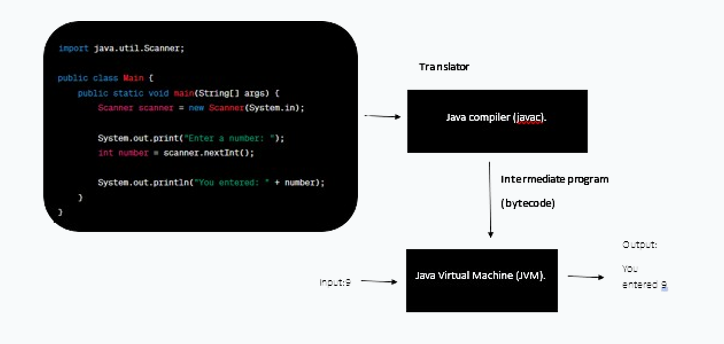 import java.util.Scanner;
public class Main {
public static void main(String[] args) {
Scanner scanner = new Scanner(System.in);
System.out.print("Enter a number: ");
int number = scanner.nextInt();
System.out.println("You entered: " + number);
}
}
Translator
Java compiler (javac).
Intermediate program
(bytecode)
Input:9
Java Virtual Machine (JVM).
Output:
You
entered 9